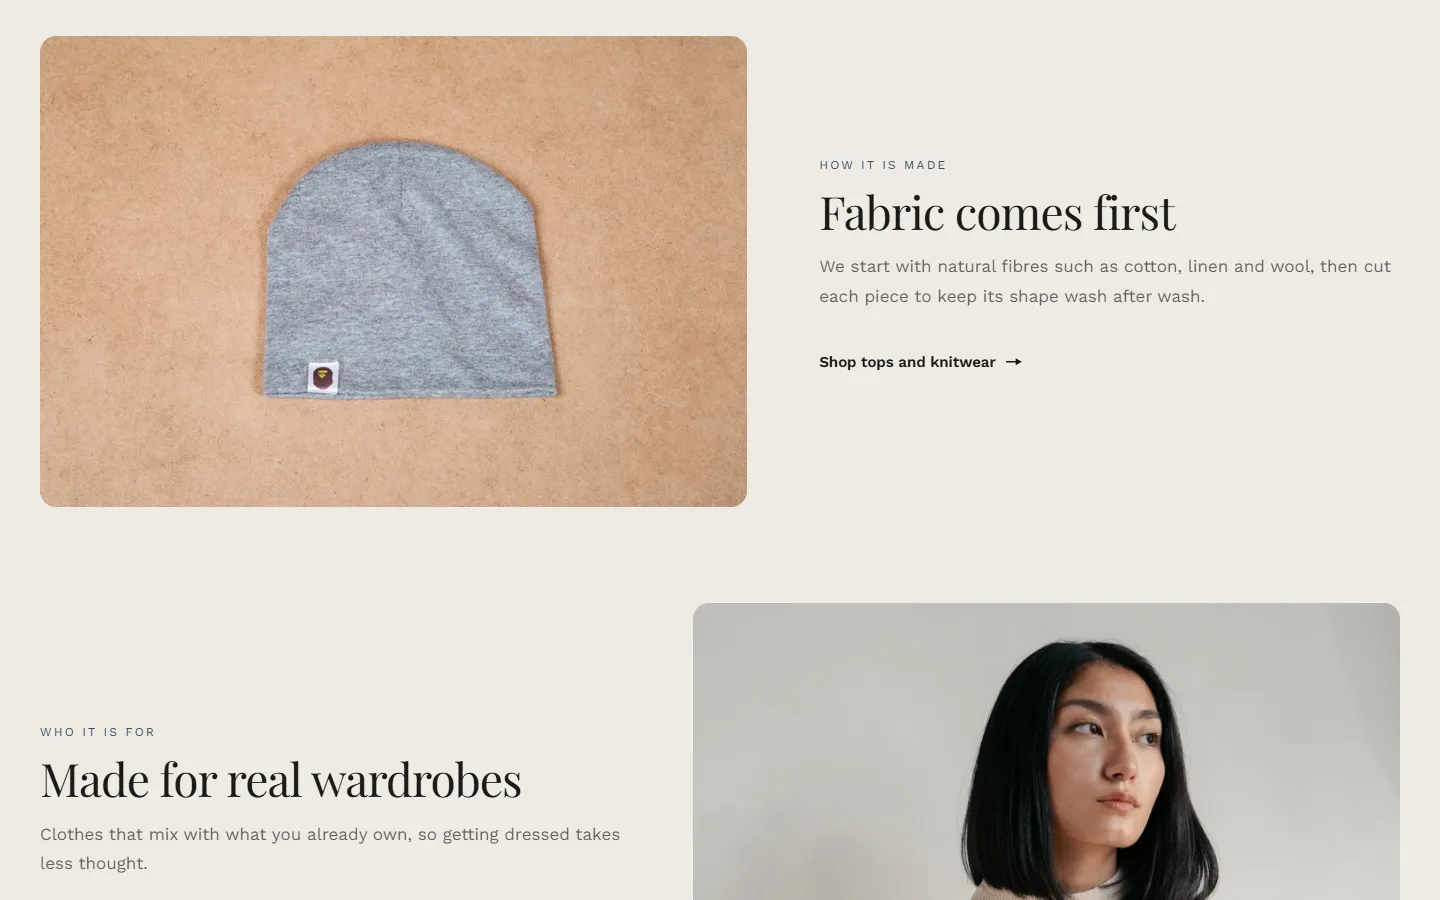 HOW IT IS MADE
Fabric comes first
We start with natural fibres such as cotton, linen and wool, then cut
each piece to keep its shape wash after wash.
Shop tops and knitwear
WHO IT IS FOR
Made for real wardrobes
Clothes that mix with what you already own, so getting dressed takes
less thought.